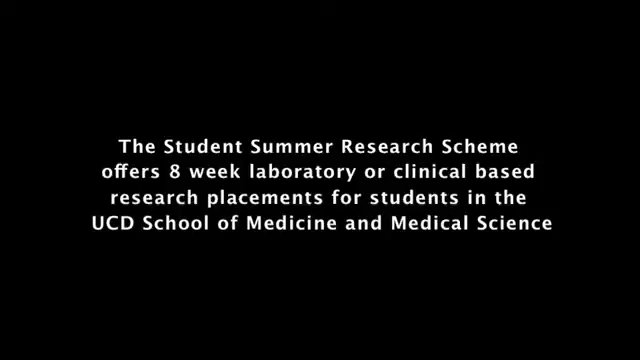 The Student Summer Research Scheme
offers 8 week laboratory or clinical based
research placements for students in the
UCD School of Medicine and Medical Science